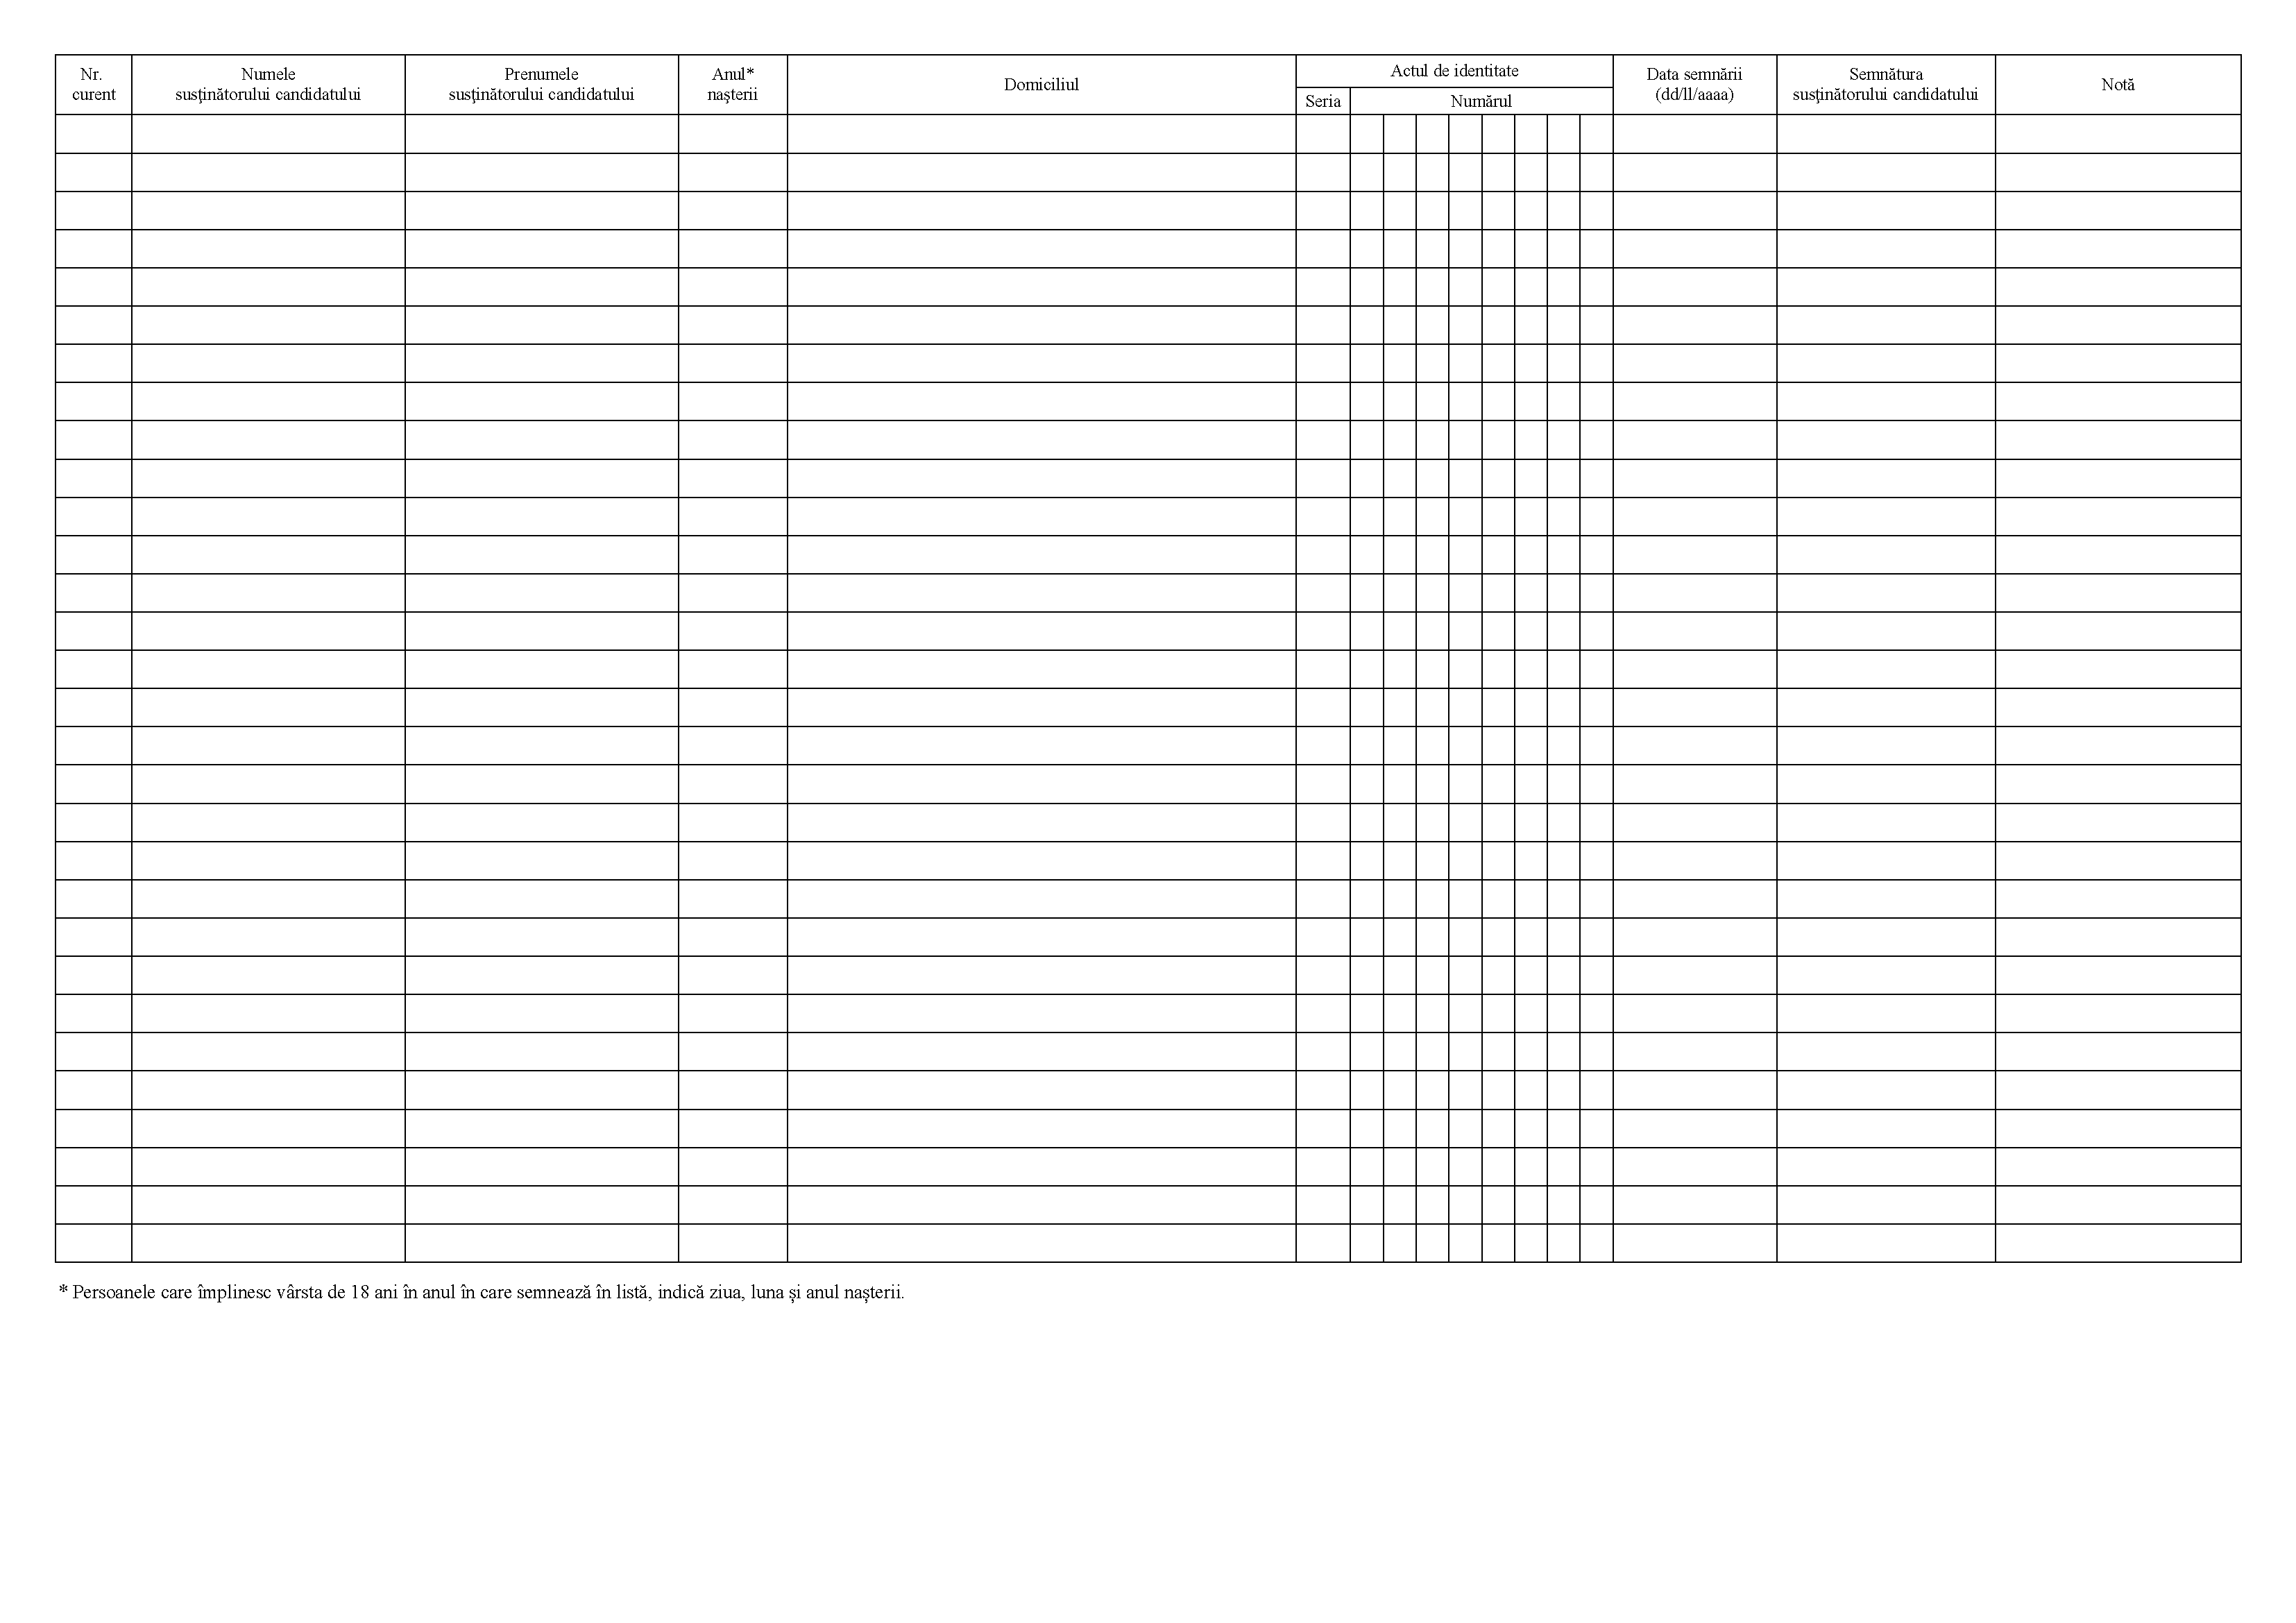 Nr.
curent
Numele
susţinătorului candidatului
Prenumele
susţinătorului candidatului
Anul*
naşterii
Domiciliul
Actul de identitate
Seria
Numărul
Data semnării
(dd/ll/aaaa)
Semnătura
susţinătorului candidatului
Notă
* Persoanele care împlinesc vârsta de 18 ani în anul în care semnează în listă, indică ziua, luna și anul nașterii.